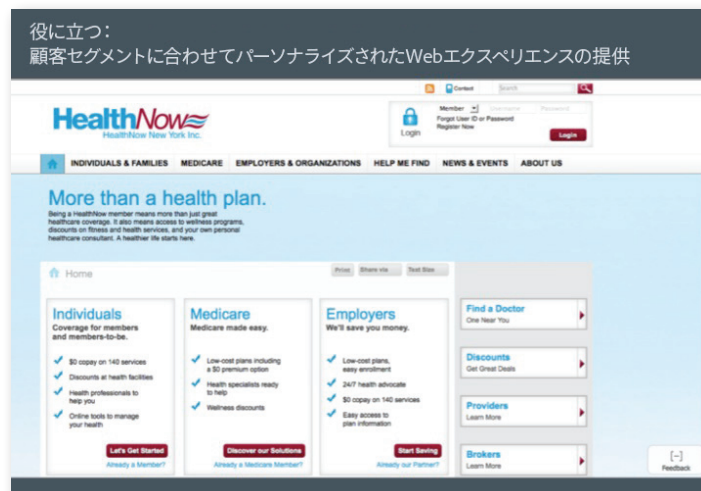 役に立つ：
顧客セグメントに合わせてパーソナライズされたWebエクスペリエンスの提供
Contact Search
HealthNow
HealthNow New York Inc.
Login
Member Username Password
Forgot User ID or Password
Register Now
Login
INDIVIDUALS & FAMILIES MEDICARE EMPLOYERS & ORGANIZATIONS HELP ME FIND NEWS & EVENTS ABOUT US
More than a health plan.
Being a HealthNow member means more than just great
healthcare coverage. It also means access to wellness programs,
discounts on fitness and health services, and your own personal
healthcare consultant. A healthier life starts here.
Home
Print Share via Text Size
Individuals
Coverage for members
and members-to-be.
$0 copay on 140 services
Discounts at health facilities
Health professionals to
help you
Online tools to manage
your health
Let's Get Started
Already a Member?
Medicare
Medicare made easy.
Low-cost plans including
a $0 premium option
Health specialists ready
to help
Wellness discounts
Discover our Solutions
Already a Medicare Member?
Employers
We'll save you money.
Low-cost plans,
easy enrollment
24/7 health advocate
$0 copay on 140 services
Easy access to
plan information
Start Saving
Already our Partner?
Find a Doctor
One Near You
Discounts
Get Great Deals
Providers
Learn More
Brokers
Learn More
[–]
Feedback